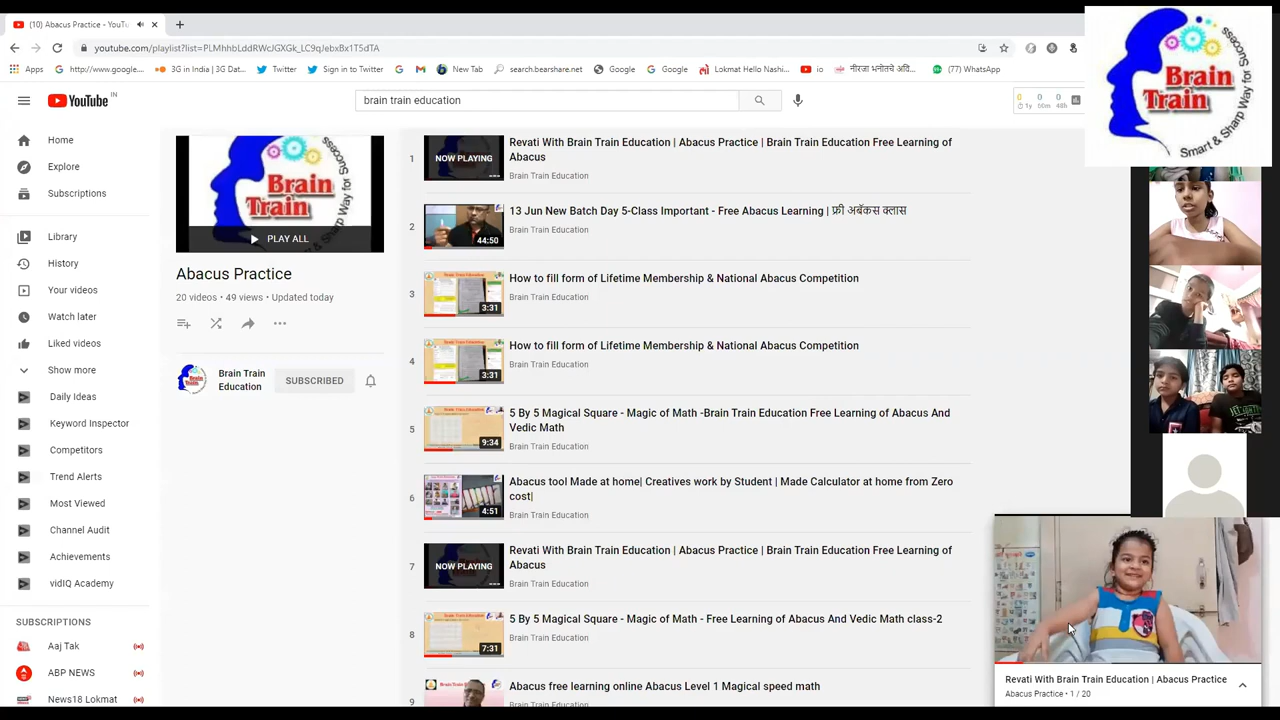 (10) Abacus Practice - YouTu
youtube.com/playlist?list=PLMhhbLddRWcJGXGk_LC9qJebxBx1T5dTA
Apps
http://www.google....
3G in India | 3G Dat...
Twitter
Sign in to Twitter
New Tab
search.bearshare.net
Google
Google
Lokmat Hello Nashi...
io
नीरजा भनोतचे अवि...
(77) WhatsApp
YouTube IN
brain train education
0 0 0
1y 60m 48h
Brain
Train
Smart & Sharp Way for Success
Home
Explore
Subscriptions
Library
History
Your videos
Watch later
Liked videos
Show more
Daily Ideas
Keyword Inspector
Competitors
Trend Alerts
Most Viewed
Channel Audit
Achievements
vidIQ Academy
SUBSCRIPTIONS
Aaj Tak
ABP NEWS
News18 Lokmat
Brain
Train
PLAY ALL
Abacus Practice
20 videos • 49 views • Updated today
Brain Train
Education
SUBSCRIBED
1
NOW PLAYING
Revati With Brain Train Education | Abacus Practice | Brain Train Education Free Learning of
Abacus
Brain Train Education
2
44:50
13 Jun New Batch Day 5-Class Important - Free Abacus Learning | फ्री अबॅकस क्लास
Brain Train Education
3
3:31
How to fill form of Lifetime Membership & National Abacus Competition
Brain Train Education
4
3:31
How to fill form of Lifetime Membership & National Abacus Competition
Brain Train Education
5
9:34
5 By 5 Magical Square - Magic of Math -Brain Train Education Free Learning of Abacus And
Vedic Math
Brain Train Education
6
4:51
Abacus tool Made at home| Creatives work by Student | Made Calculator at home from Zero
cost|
Brain Train Education
7
NOW PLAYING
Revati With Brain Train Education | Abacus Practice | Brain Train Education Free Learning of
Abacus
Brain Train Education
8
7:31
5 By 5 Magical Square - Magic of Math - Free Learning of Abacus And Vedic Math class-2
Brain Train Education
9
Abacus free learning online Abacus Level 1 Magical speed math
Revati With Brain Train Education | Abacus Practice
Abacus Practice • 1 / 20